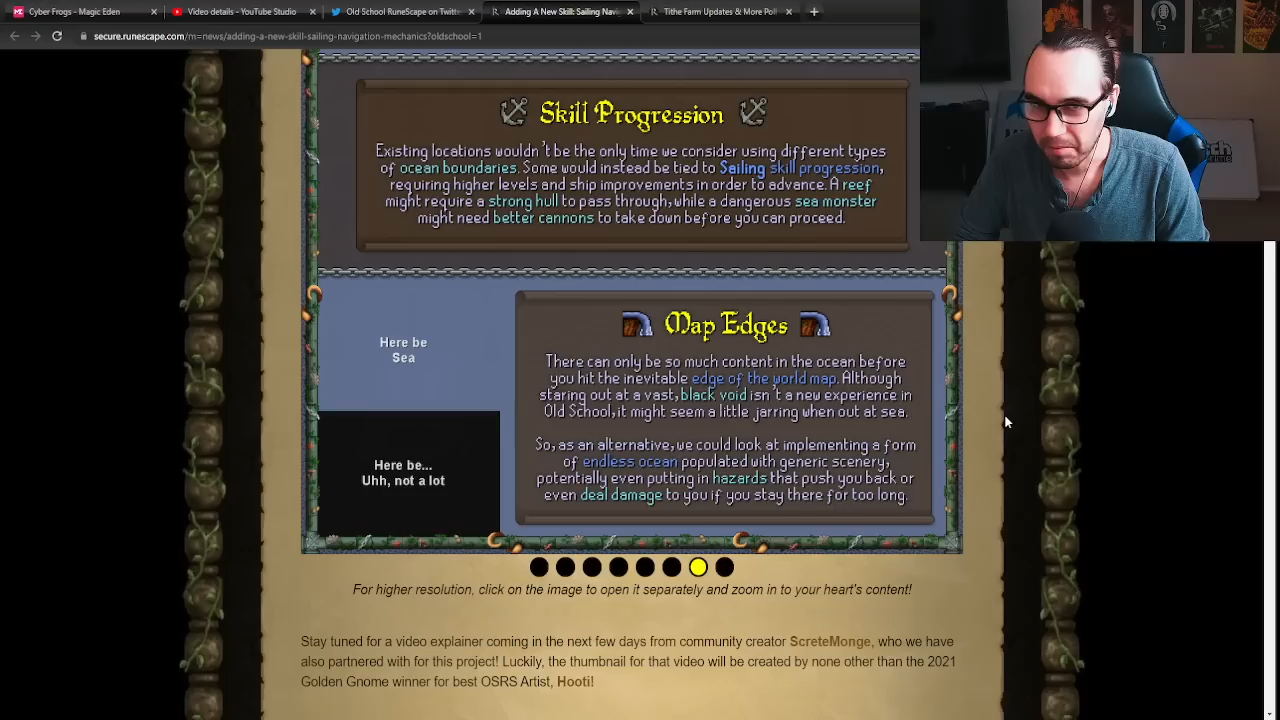 Cyber Frogs - Magic Eden
Video details - YouTube Studio
Old School RuneScape on Twitt
Adding A New Skill: Sailing Navi
Tithe Farm Updates & More Poll
secure.runescape.com/m=news/adding-a-new-skill-sailing-navigation-mechanics?oldschool=1
Skill Progression
Existing locations wouldn't be the only time we consider using different types
of ocean boundaries. Some would instead be tied to Sailing skill progression,
requiring higher levels and ship improvements in order to advance. A reef
might require a strong hull to pass through, while a dangerous sea monster
might need better cannons to take down before you can proceed.
Here be
Sea
Here be...
Uhh, not a lot
Map Edges
There can only be so much content in the ocean before
you hit the inevitable edge of the world map. Although
staring out at a vast, black void isn't a new experience in
Old School, it might seem a little jarring when out at sea.
So, as an alternative, we could look at implementing a form
of endless ocean populated with generic scenery,
potentially even putting in hazards that push you back or
even deal damage to you if you stay there for too long.
For higher resolution, click on the image to open it separately and zoom in to your heart's content!
Stay tuned for a video explainer coming in the next few days from community creator ScreteMonge, who we have
also partnered with for this project! Luckily, the thumbnail for that video will be created by none other than the 2021
Golden Gnome winner for best OSRS Artist, Hooti!